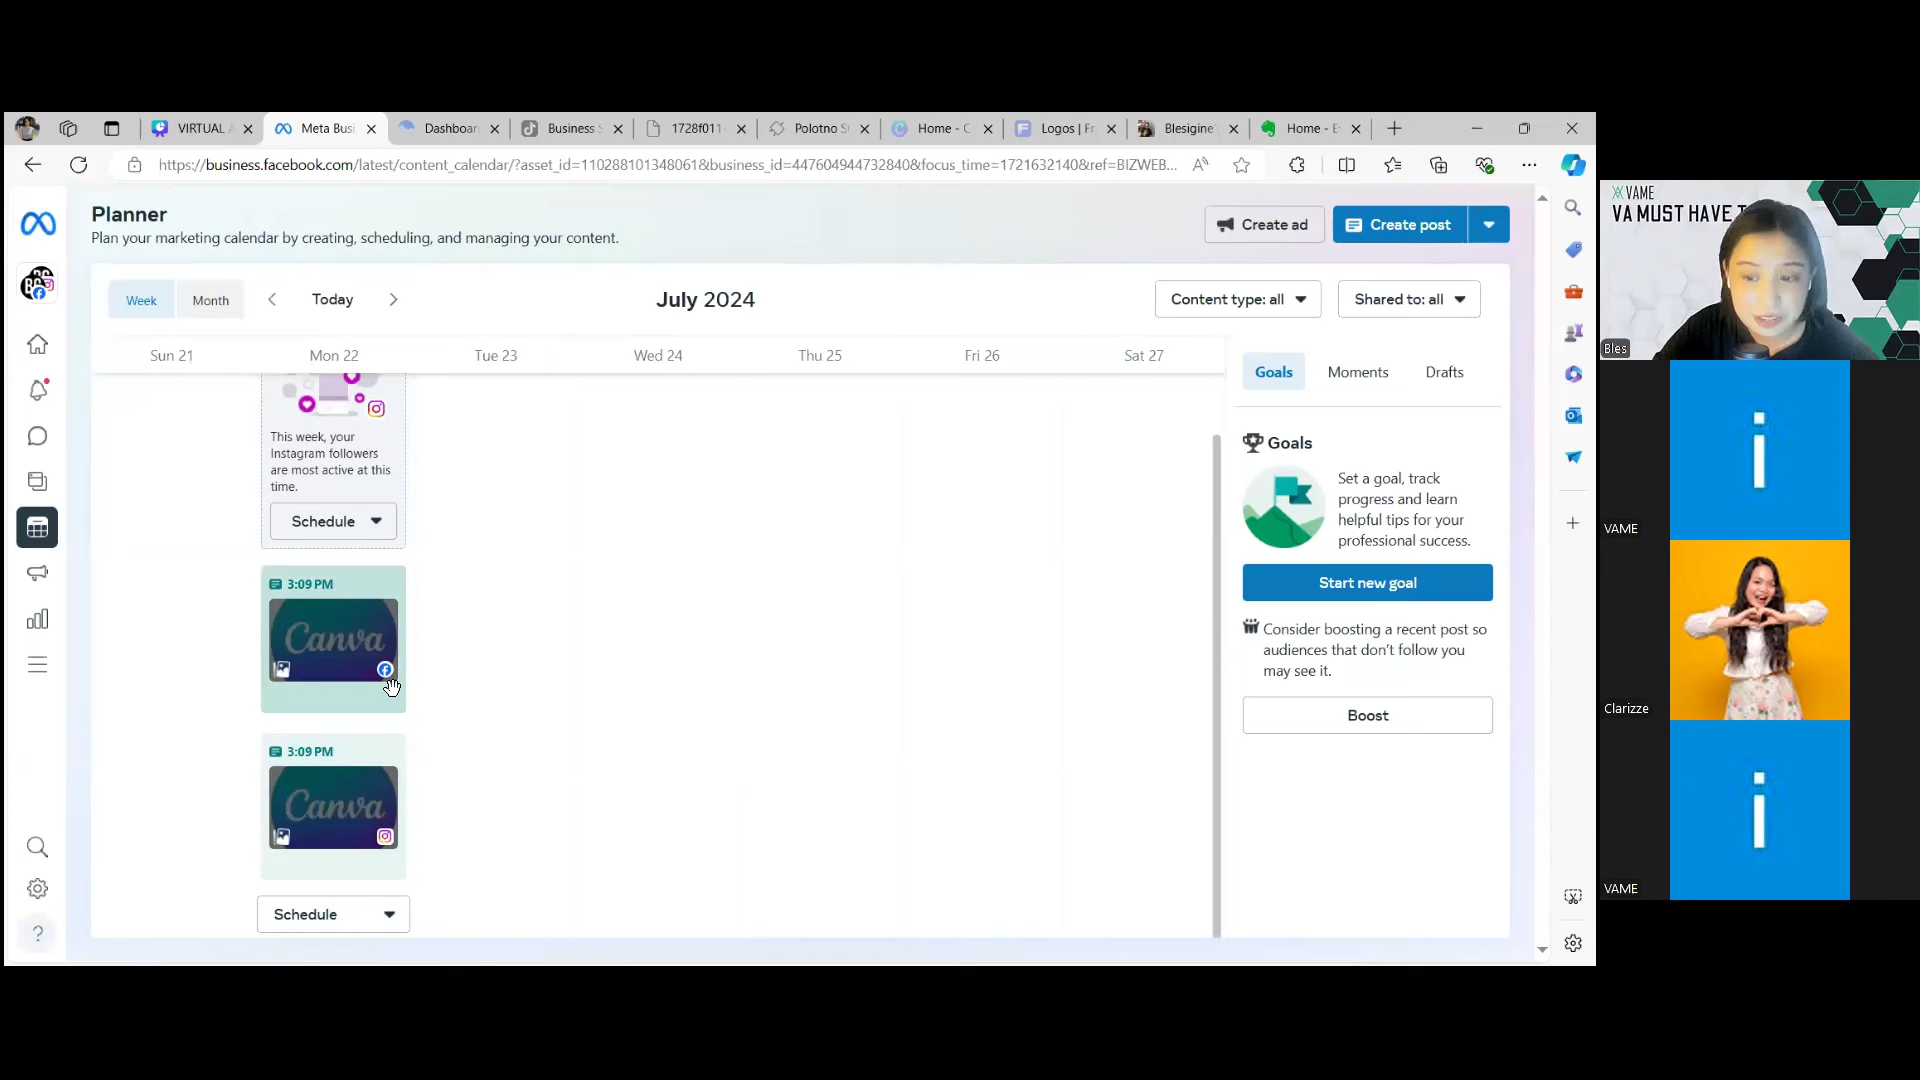 VIRTUAL A
Meta Busi
Dashboar
Business S
1728f011-
Polotno S
Home - C
Logos | Fr
Blesigine
Home - E
https://business.facebook.com/latest/content_calendar/?asset_id=110288101348061&business_id=447604944732840&focus_time=1721632140&ref=BIZWEB...
Planner
Plan your marketing calendar by creating, scheduling, and managing your content.
Create ad
Create post
Week
Month
Today
July 2024
Content type: all
Shared to: all
Sun 21
Mon 22
Tue 23
Wed 24
Thu 25
Fri 26
Sat 27
This week, your
Instagram followers
are most active at this
time.
Schedule
3:09 PM
Canva
3:09 PM
Canva
Schedule
Goals
Moments
Drafts
Goals
Set a goal, track
progress and learn
helpful tips for your
professional success.
Start new goal
Consider boosting a recent post so
audiences that don't follow you
may see it.
Boost
VAME
VA MUST HAVE T
Bles
i
VAME
Clarizze
i
VAME